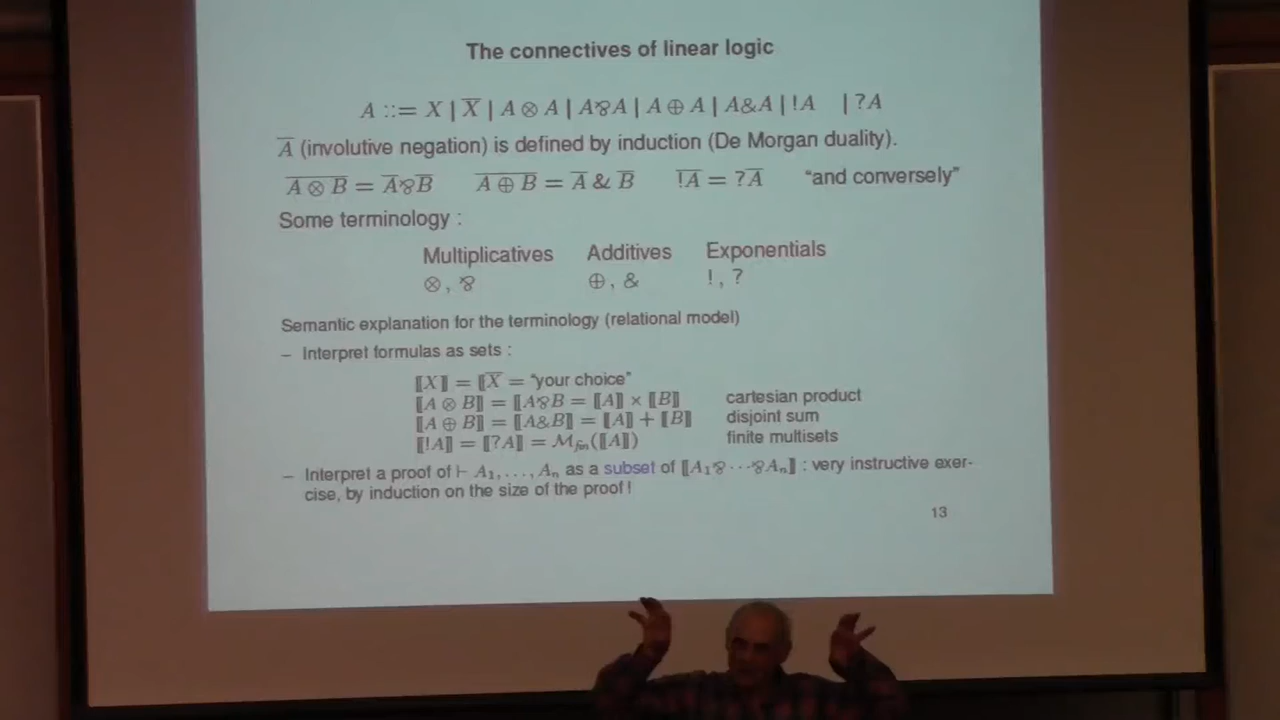 The connectives of linear logic
A ::= X | X̅ | A ⊗ A | A⅋A | A ⊕ A | A&A | !A | ?A
A̅ (involutive negation) is defined by induction (De Morgan duality).
A̅ ̅⊗̅ ̅B̅ = A̅⅋B̅ A̅ ̅⊕̅ ̅B̅ = A̅ & B̅ !̅A̅ = ?A̅ “and conversely”
Some terminology :
Multiplicatives Additives Exponentials
⊗, ⅋ ⊕, & !, ?
Semantic explanation for the terminology (relational model)
– Interpret formulas as sets :
⟦X⟧ = ⟦X̅ = “your choice”
⟦A ⊗ B⟧ = ⟦A⅋B = ⟦A⟧ × ⟦B⟧ cartesian product
⟦A ⊕ B⟧ = ⟦A&B⟧ = ⟦A⟧ + ⟦B⟧ disjoint sum
⟦!A⟧ = ⟦?A⟧ = ℳfin(⟦A⟧) finite multisets
– Interpret a proof of ⊢ A₁, . . . , Aₙ as a subset of ⟦A₁⅋ · · · ⅋Aₙ⟧ : very instructive exer-
cise, by induction on the size of the proof !
13